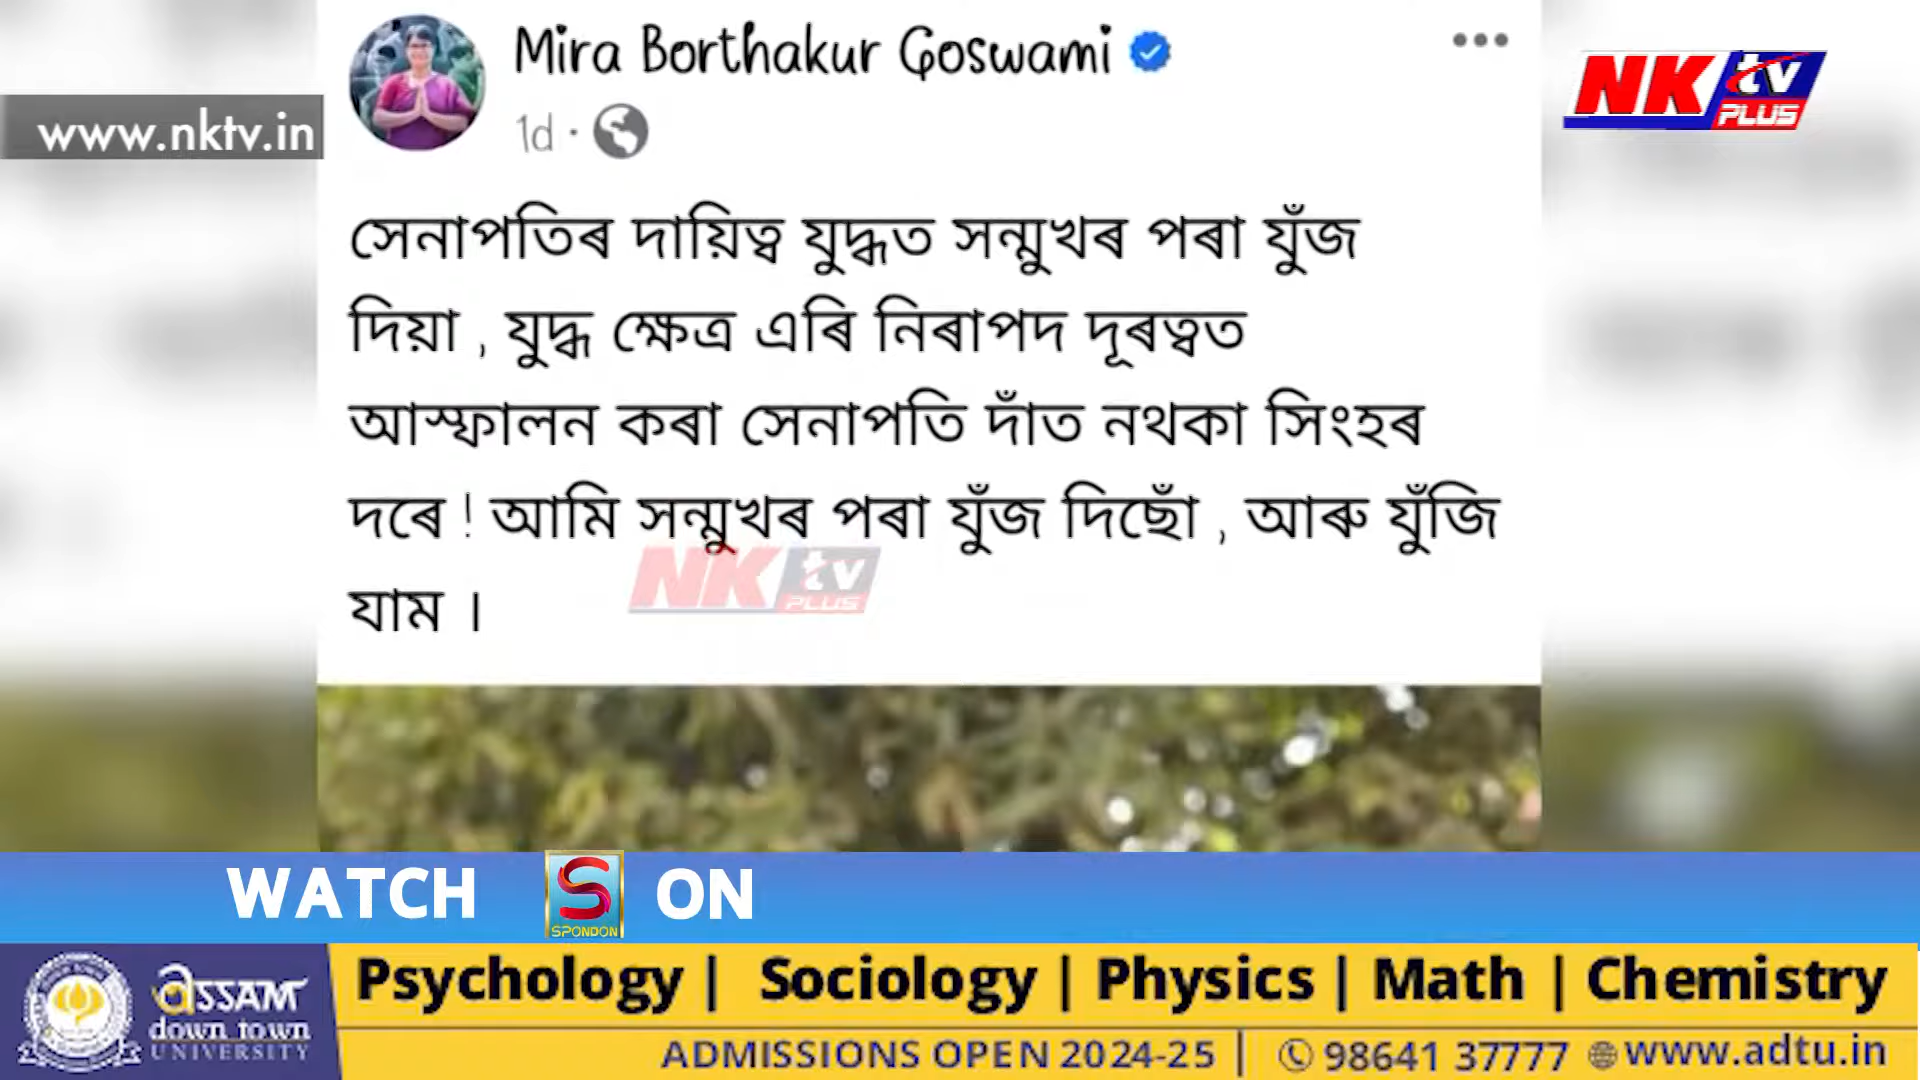 Mira Borthakur Goswami
1d ·
www.nktv.in
NK tv PLUS
সেনাপতিৰ দায়িত্ব যুদ্ধত সন্মুখৰ পৰা যুঁজ
দিয়া , যুদ্ধ ক্ষেত্ৰ এৰি নিৰাপদ দূৰত্বত
আস্ফালন কৰা সেনাপতি দাঁত নথকা সিংহৰ
দৰে ! আমি সন্মুখৰ পৰা যুঁজ দিছোঁ , আৰু যুঁজি
যাম ।
NK tv PLUS
WATCH S ON
SPONDON
Psychology | Sociology | Physics | Math | Chemistry
ASSAM
down town
UNIVERSITY
ADMISSIONS OPEN 2024-25 | 98641 37777 www.adtu.in